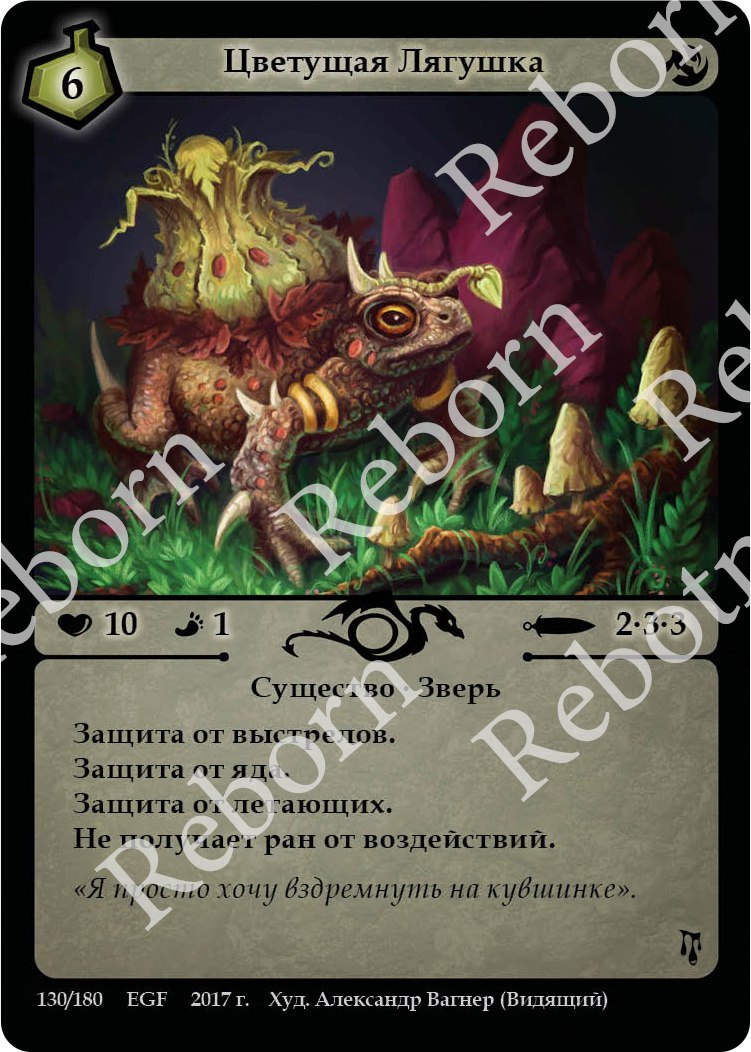 6
Цветущая Лягушка
10
1
2·3·3
Существо · Зверь
Защита от выстрелов.
Защита от яда.
Защита от летающих.
Не получает ран от воздействий.
«Я просто хочу вздремнуть на кувшинке».
130/180 EGF 2017 г. Худ. Александр Вагнер (Видящий)
Reborn
Reborn
Reborn
Reborn
Reborn
Rebotn
Reborn